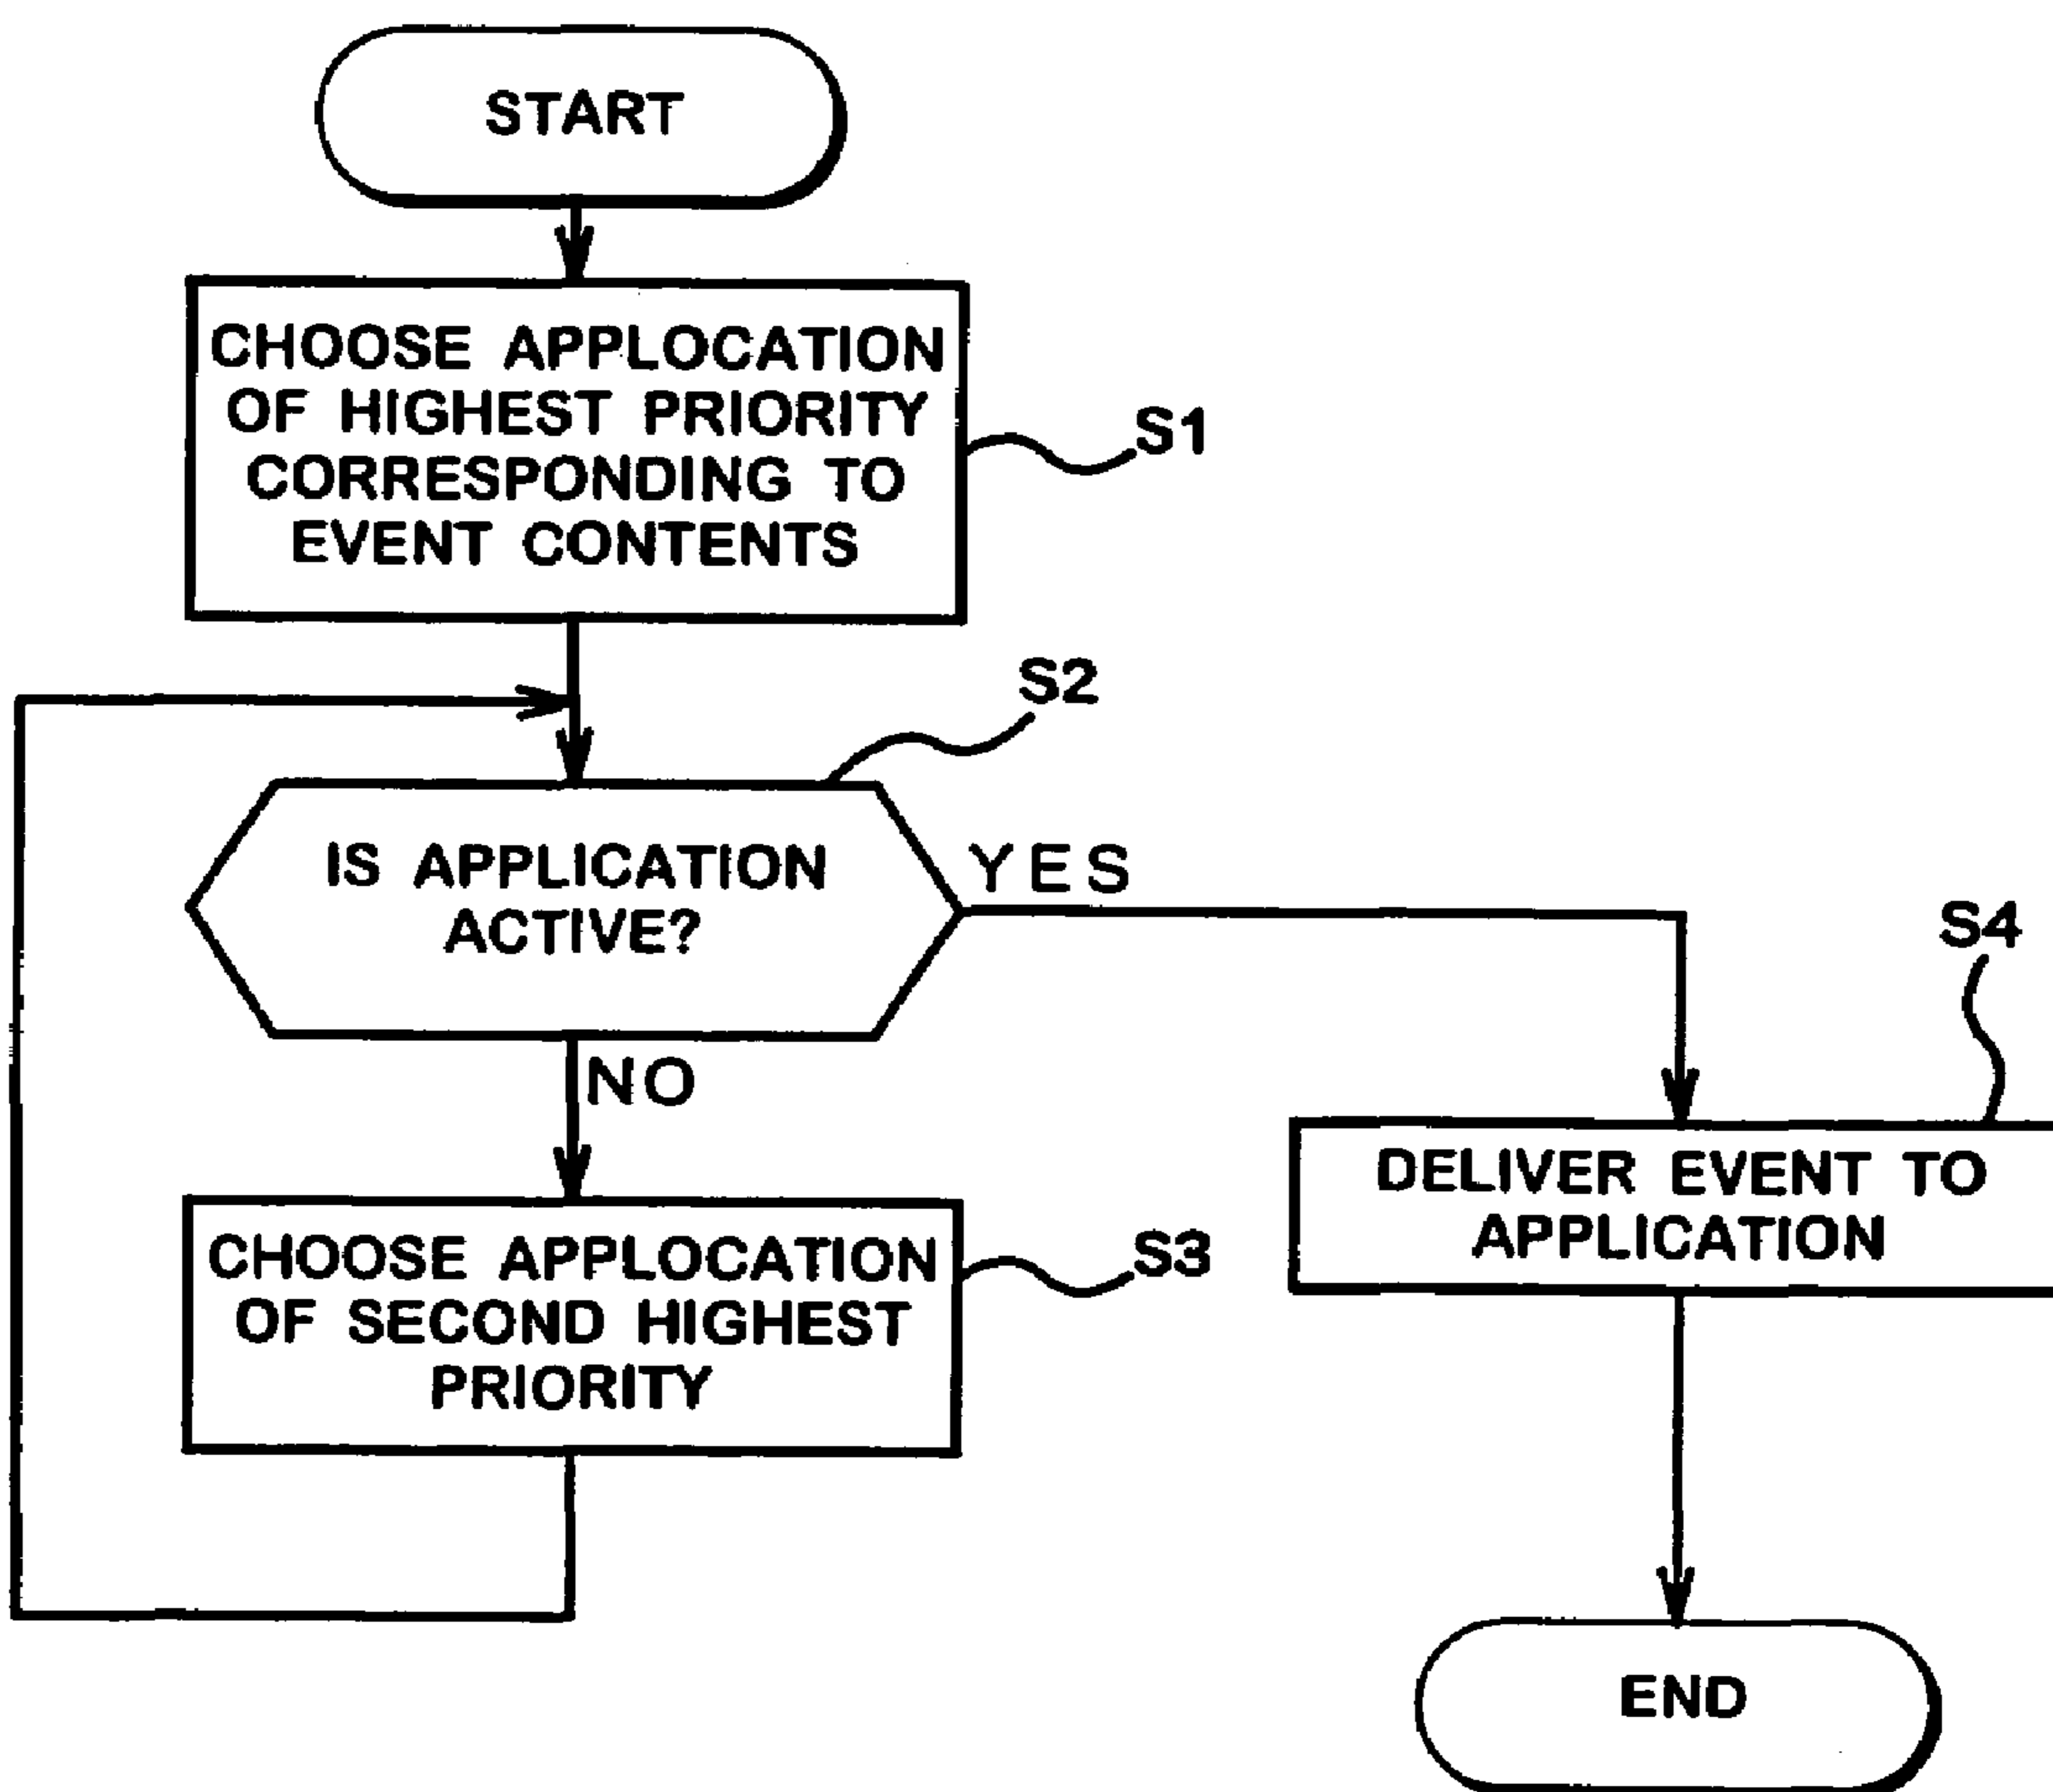 START
CHOOSE APPLOCATION
OF HIGHEST PRIORITY
CORRESPONDING TO
EVENT CONTENTS
S1
S2
IS APPLICATION
ACTIVE?
YES
NO
S4
DELIVER EVENT TO
APPLICATION
CHOOSE APPLOCATION
OF SECOND HIGHEST
PRIORITY
S3
END